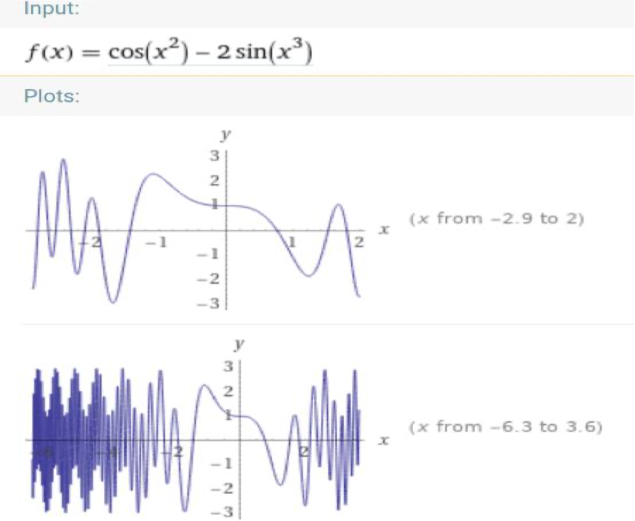 Input:
f(x) = cos(x²) – 2 sin(x³)
Plots:
y
3
2
1
-2 -1 1 2 x
(x from −2.9 to 2)
−1
−2
−3
y
3
2
1
-2 2 x
(x from −6.3 to 3.6)
−1
−2
−3